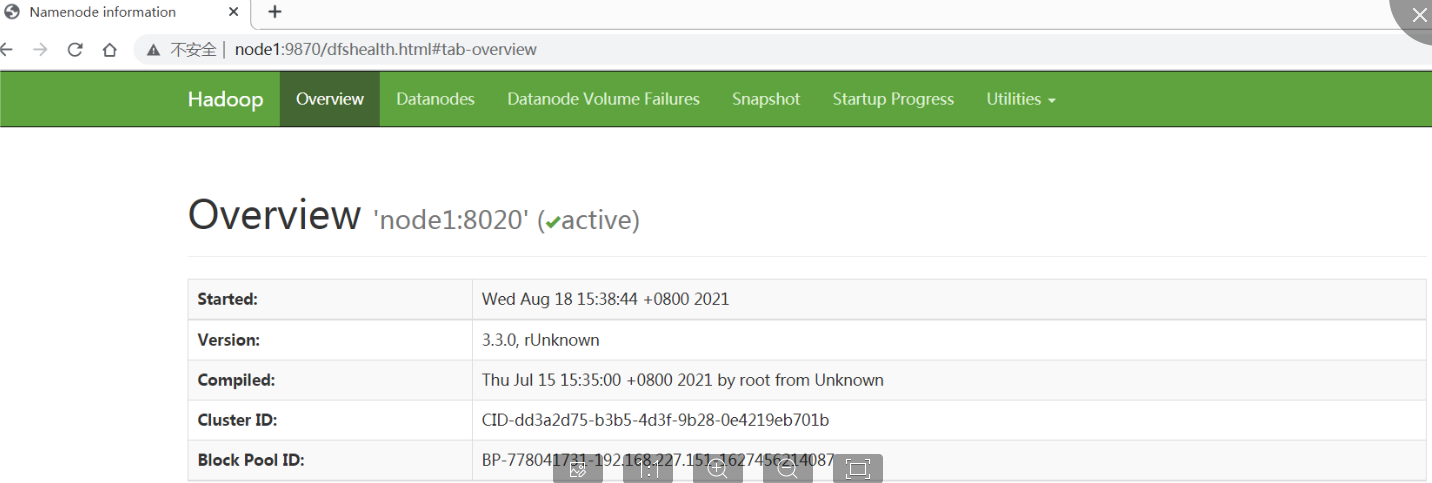 Namenode information
不安全 | node1:9870/dfshealth.html#tab-overview
Hadoop Overview Datanodes Datanode Volume Failures Snapshot Startup Progress Utilities
Overview 'node1:8020' (✔active)
Started: Wed Aug 18 15:38:44 +0800 2021
Version: 3.3.0, rUnknown
Compiled: Thu Jul 15 15:35:00 +0800 2021 by root from Unknown
Cluster ID: CID-dd3a2d75-b3b5-4d3f-9b28-0e4219eb701b
Block Pool ID: BP-778041731-192.168.227.151-1627456214087
1:1